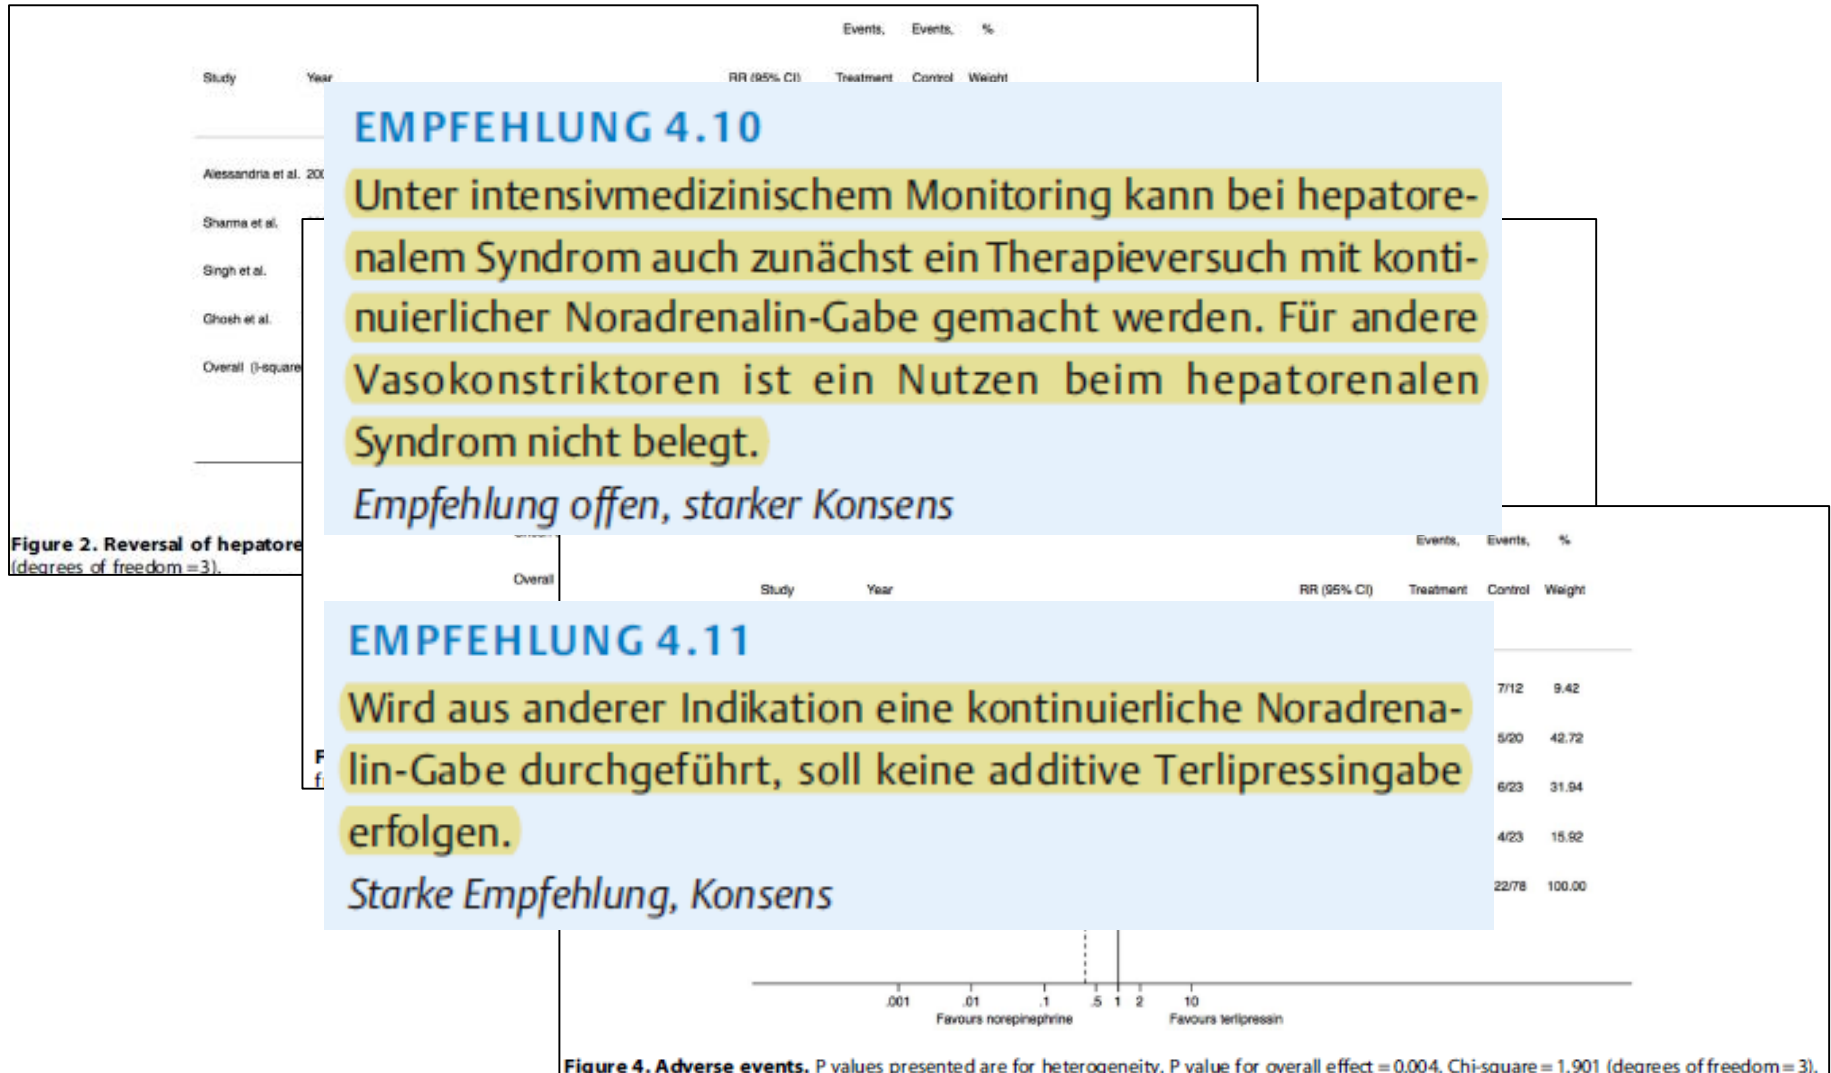 Events, Events, %
Study Year RR (95% CI) Treatment Control Weight
EMPFEHLUNG 4.10
Alessandria et al.
Unter intensivmedizinischem Monitoring kann bei hepatore-
Sharma et al.
nalem Syndrom auch zunächst ein Therapieversuch mit konti-
Singh et al.
nuierlicher Noradrenalin-Gabe gemacht werden. Für andere
Ghosh et al.
Vasokonstriktoren ist ein Nutzen beim hepatorenalen
Overall (I-square
Syndrom nicht belegt.
Empfehlung offen, starker Konsens
Figure 2. Reversal of hepatore
(degrees of freedom=3).
Overall
Events, Events, %
Study Year RR (95% CI) Treatment Control Weight
EMPFEHLUNG 4.11
Wird aus anderer Indikation eine kontinuierliche Noradrena-
lin-Gabe durchgeführt, soll keine additive Terlipressingabe
erfolgen.
Starke Empfehlung, Konsens
7/12 9.42
5/20 42.72
6/23 31.94
4/23 15.92
22/78 100.00
.001 .01 .1 .5 1 2 10
Favours norepinephrine Favours terlipressin
Figure 4. Adverse events. P values presented are for heterogeneity. P value for overall effect = 0.004. Chi-square = 1.901 (degrees of freedom = 3).